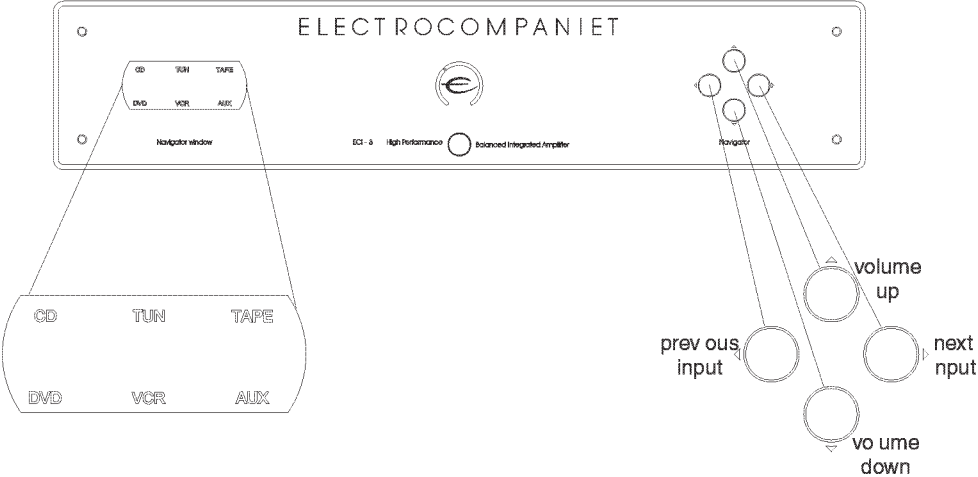 ELECTROCOMPANIET
CD TUN TAPE
DVD VCR AUX
Navigator window
ECI - 3 High Performance Balanced Integrated Amplifier
Navigator
CD TUN TAPE
DVD VCR AUX
volume
up
prev ous
input
next
nput
vo ume
down